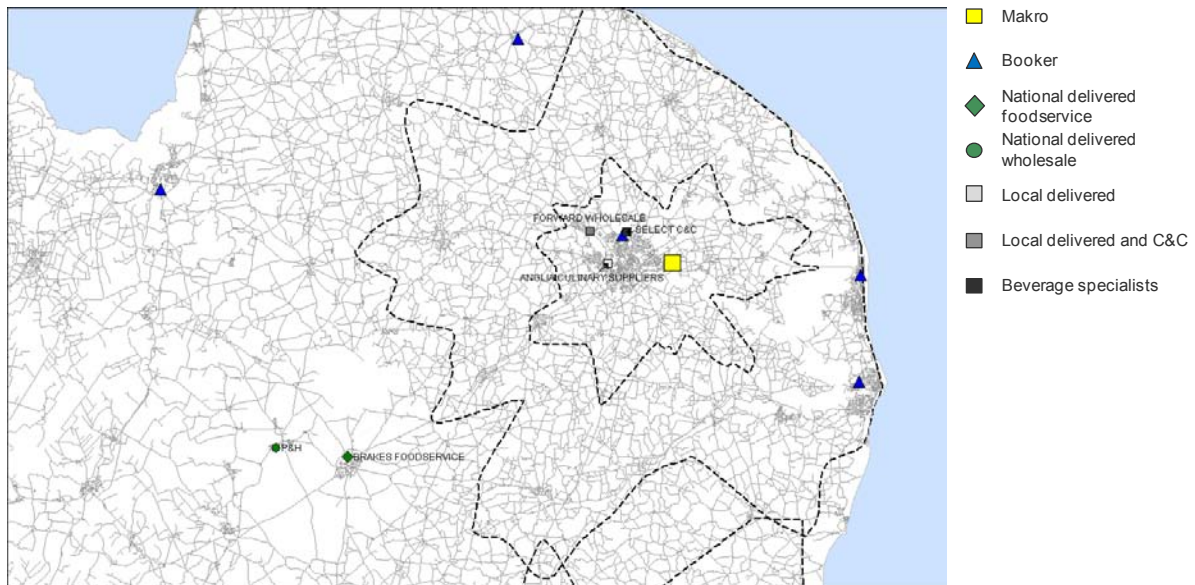 Makro
Booker
National delivered
foodservice
National delivered
wholesale
Local delivered
Local delivered and C&C
Beverage specialists
FORWARD WHOLESALE
SELECT C&C
ANGLIA CULINARY SUPPLIERS
P&H
BRAKES FOODSERVICE